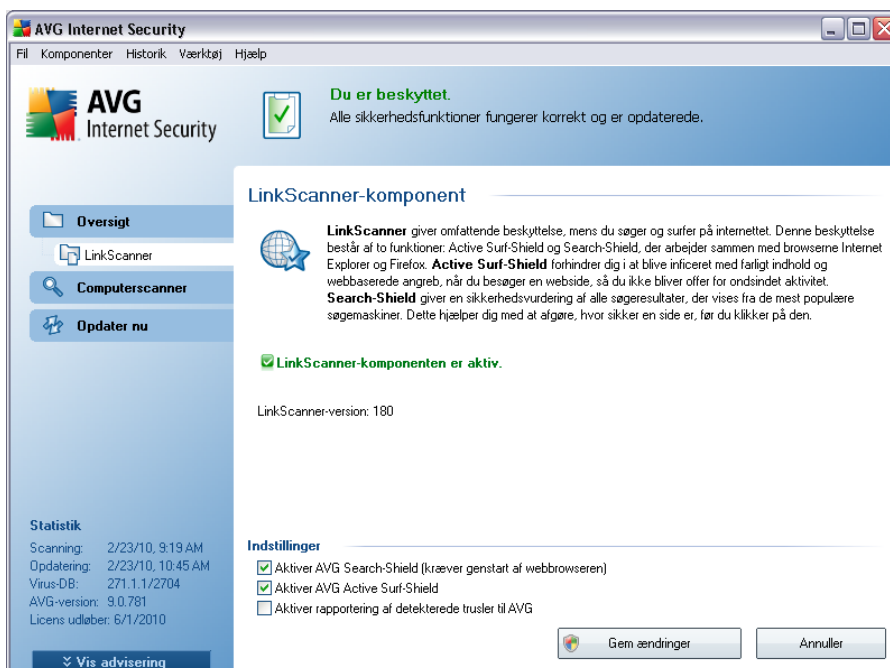 AVG Internet Security
Fil Komponenter Historik Værktøj Hjælp
AVG
Internet Security
Du er beskyttet.
Alle sikkerhedsfunktioner fungerer korrekt og er opdaterede.
Oversigt
LinkScanner
Computerscanner
Opdater nu
LinkScanner-komponent
LinkScanner giver omfattende beskyttelse, mens du søger og surfer på internettet. Denne beskyttelse
består af to funktioner: Active Surf-Shield og Search-Shield, der arbejder sammen med browserne Internet
Explorer og Firefox. Active Surf-Shield forhindrer dig i at blive inficeret med farligt indhold og
webbaserede angreb, når du besøger en webside, så du ikke bliver offer for ondsindet aktivitet.
Search-Shield giver en sikkerhedsvurdering af alle søgeresultater, der vises fra de mest populære
søgemaskiner. Dette hjælper dig med at afgøre, hvor sikker en side er, før du klikker på den.
LinkScanner-komponenten er aktiv.
LinkScanner-version: 180
Statistik
Scanning: 2/23/10, 9:19 AM
Opdatering: 2/23/10, 10:45 AM
Virus-DB: 271.1.1/2704
AVG-version: 9.0.781
Licens udløber: 6/1/2010
Vis advisering
Indstillinger
Aktiver AVG Search-Shield (kræver genstart af webbrowseren)
Aktiver AVG Active Surf-Shield
Aktiver rapportering af detekterede trusler til AVG
Gem ændringer
Annuller